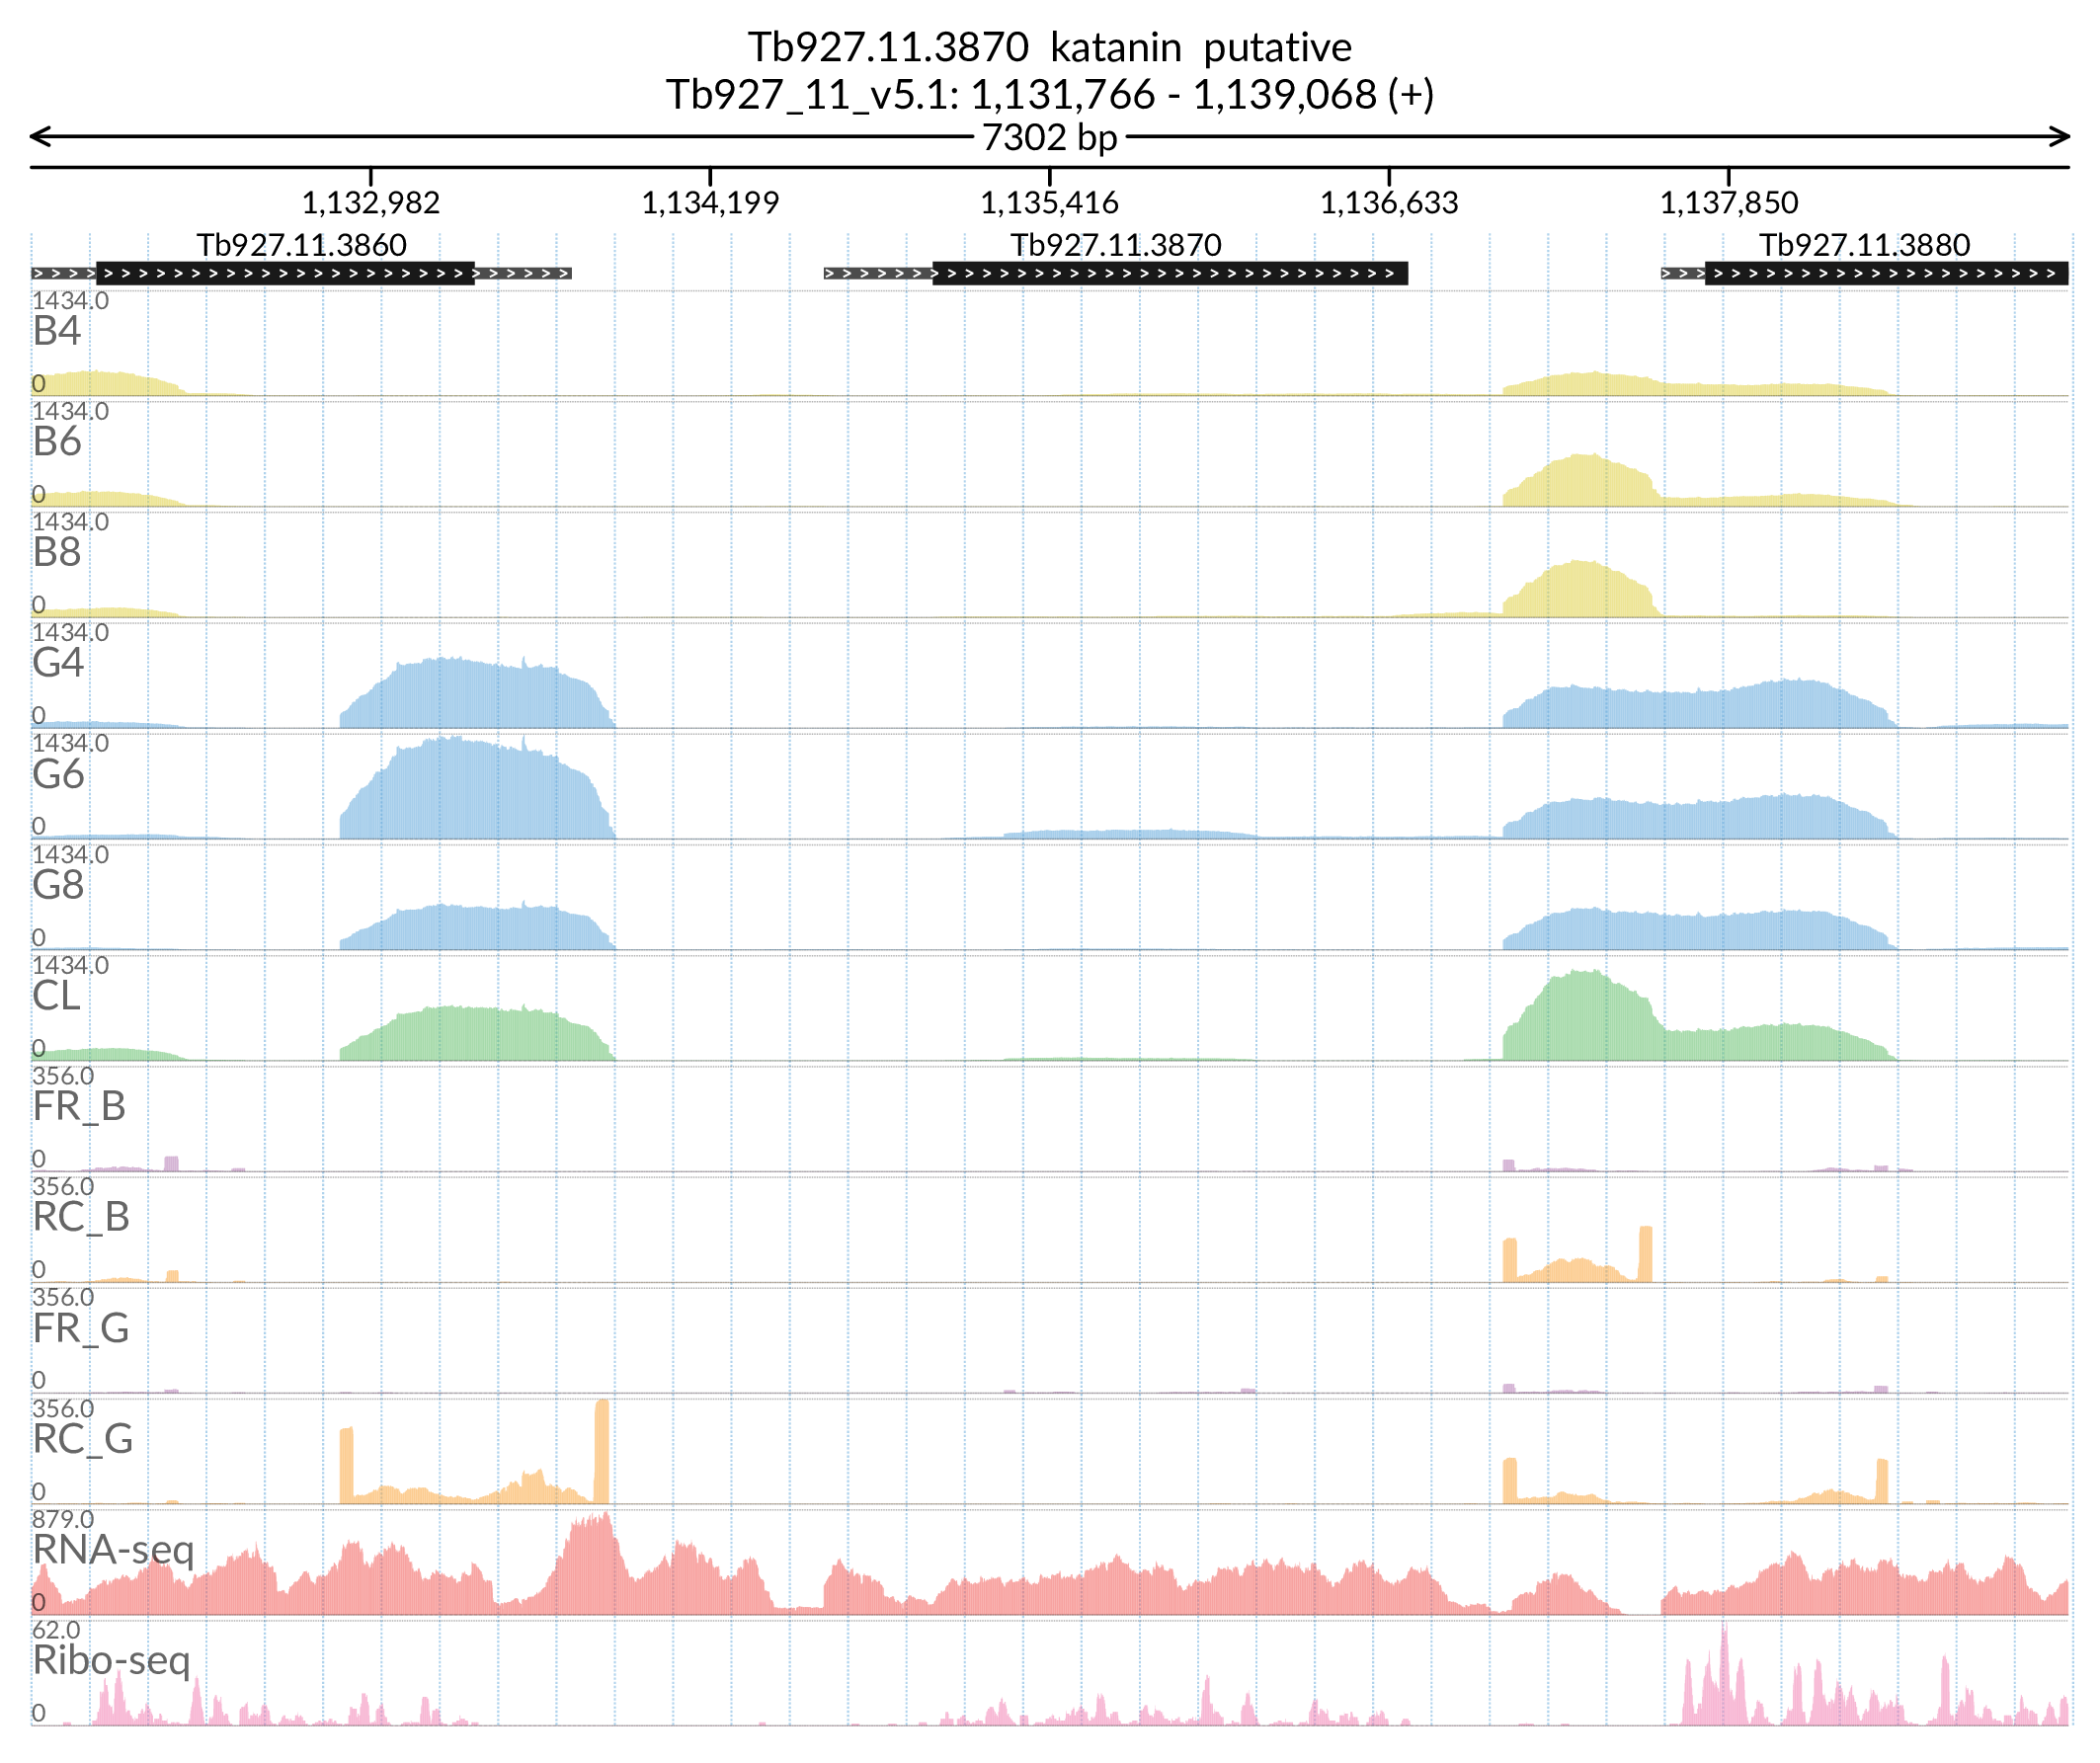 Tb927.11.3870 katanin putative
Tb927_11_v5.1: 1,131,766 - 1,139,068 (+)
7302 bp
1,132,982 1,134,199 1,135,416 1,136,633 1,137,850
Tb927.11.3860 Tb927.11.3870 Tb927.11.3880
1434.0
B4
0
1434.0
B6
0
1434.0
B8
0
1434.0
G4
0
1434.0
G6
0
1434.0
G8
0
1434.0
CL
0
356.0
FR_B
0
356.0
RC_B
0
356.0
FR_G
0
356.0
RC_G
0
879.0
RNA-seq
0
62.0
Ribo-seq
0